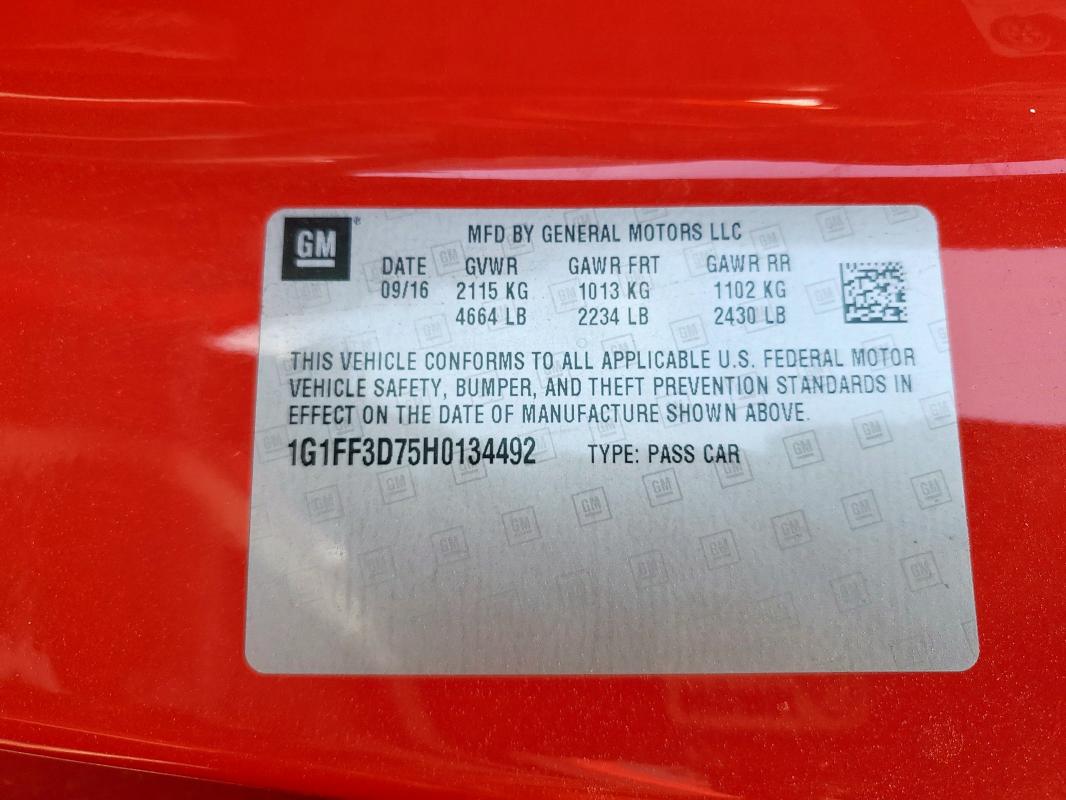 GM®
MFD BY GENERAL MOTORS LLC
DATE GVWR GAWR FRT GAWR RR
09/16 2115 KG 1013 KG 1102 KG
4664 LB 2234 LB 2430 LB
THIS VEHICLE CONFORMS TO ALL APPLICABLE U.S. FEDERAL MOTOR
VEHICLE SAFETY, BUMPER, AND THEFT PREVENTION STANDARDS IN
EFFECT ON THE DATE OF MANUFACTURE SHOWN ABOVE.
1G1FF3D75H0134492 TYPE: PASS CAR